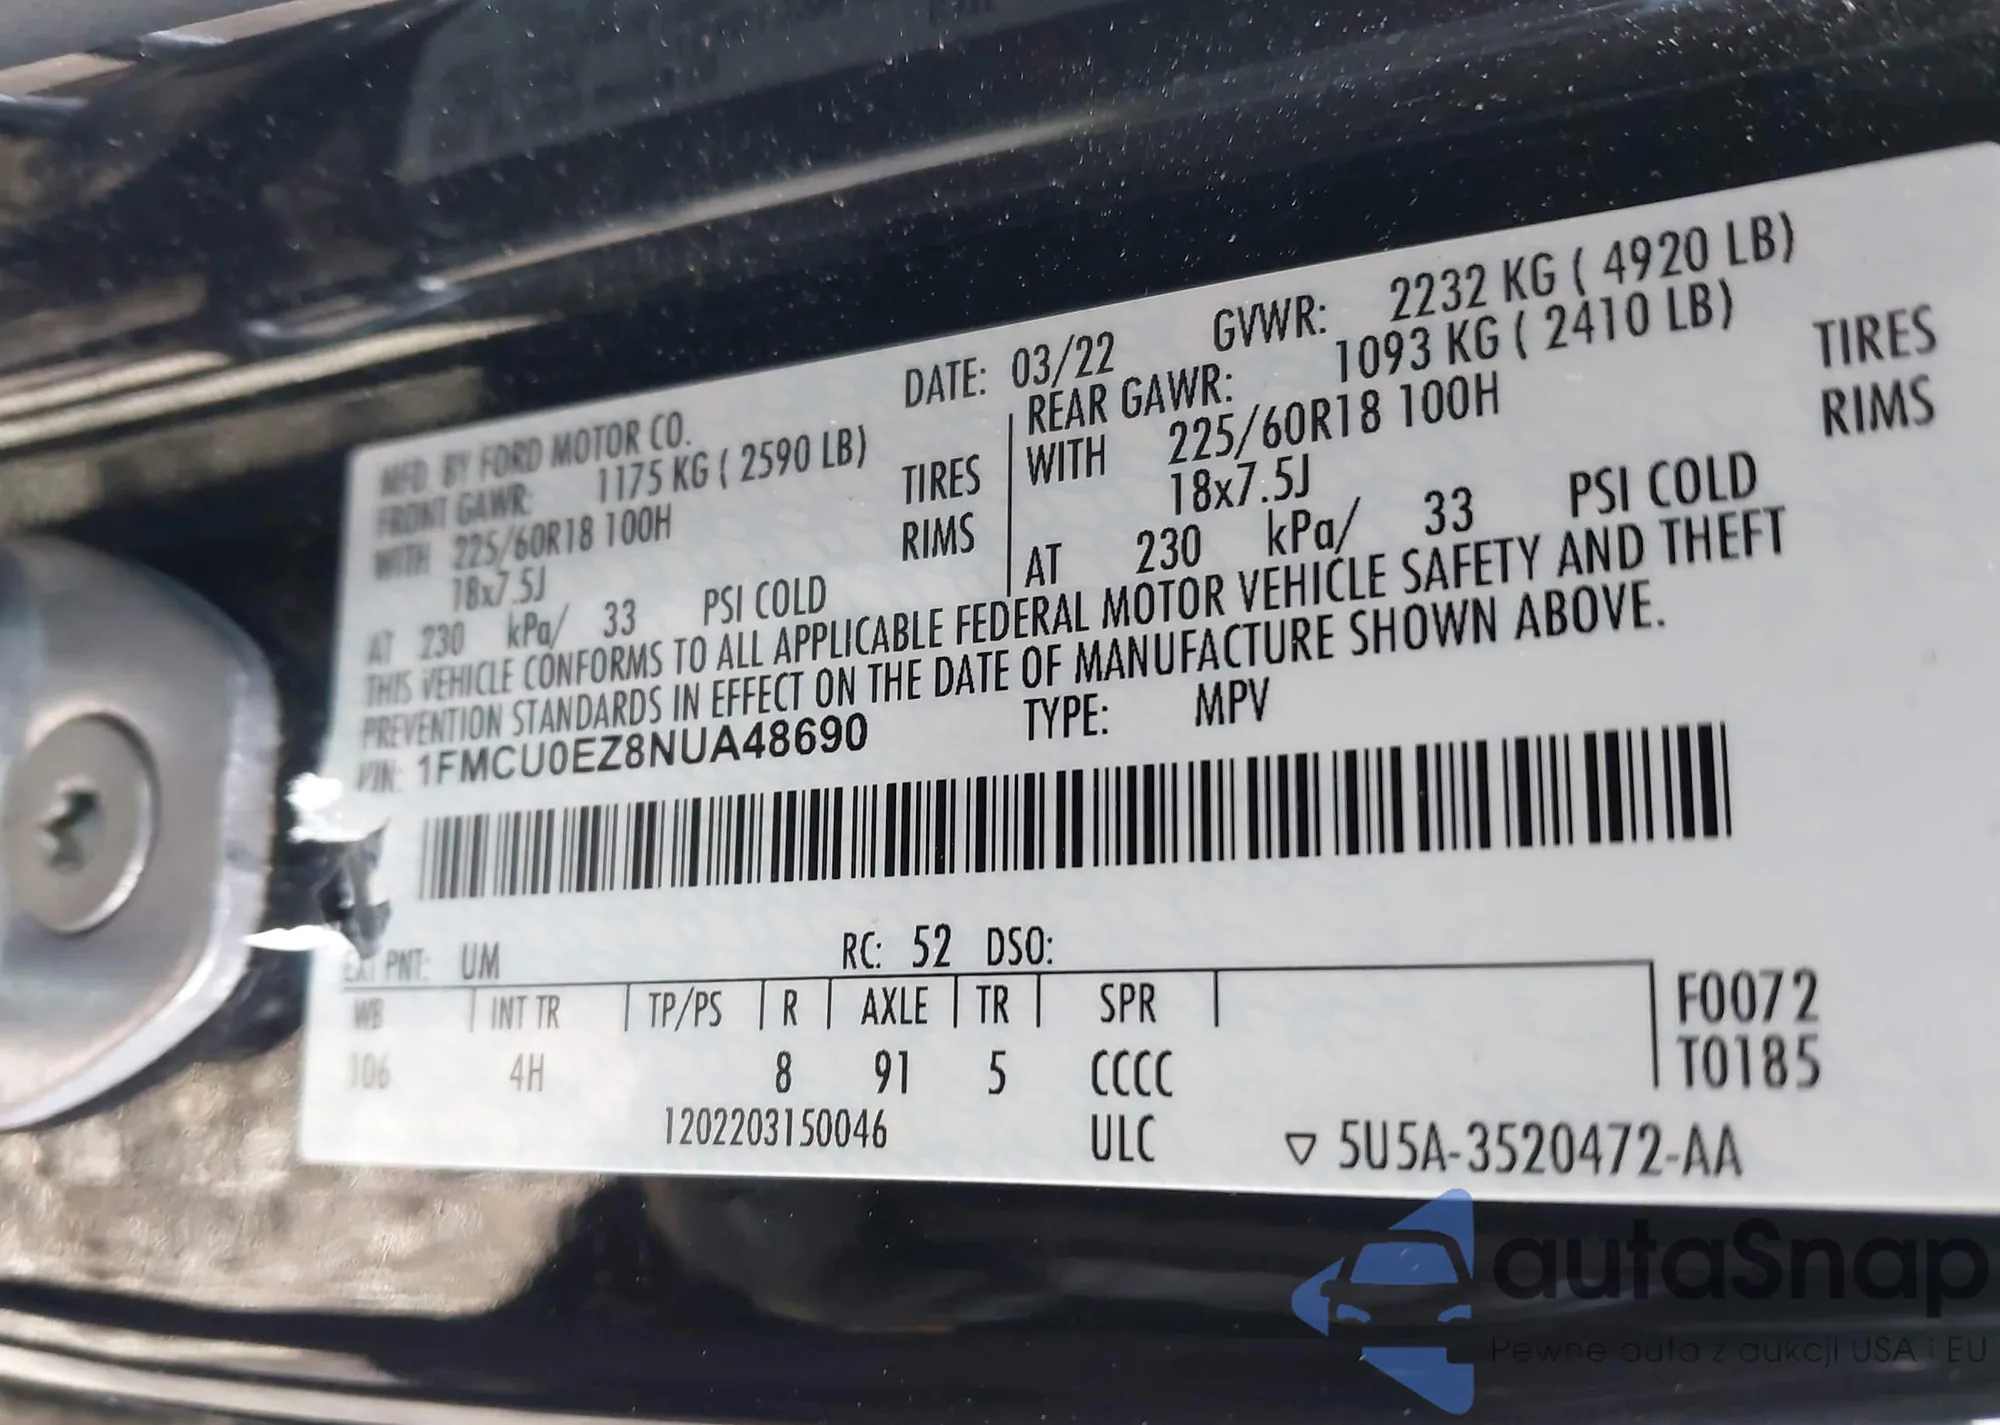 MFD. BY FORD MOTOR CO. DATE: 03/22 GVWR: 2232 KG ( 4920 LB)
FRONT GAWR: 1175 KG ( 2590 LB) REAR GAWR: 1093 KG ( 2410 LB)
WITH 225/60R18 100H TIRES WITH 225/60R18 100H TIRES
18x7.5J RIMS 18x7.5J RIMS
AT 230 kPa/ 33 PSI COLD AT 230 kPa/ 33 PSI COLD
THIS VEHICLE CONFORMS TO ALL APPLICABLE FEDERAL MOTOR VEHICLE SAFETY AND THEFT
PREVENTION STANDARDS IN EFFECT ON THE DATE OF MANUFACTURE SHOWN ABOVE.
VIN: 1FMCU0EZ8NUA48690 TYPE: MPV
EXT PNT: UM RC: 52 DSO:
WB INT TR TP/PS R AXLE TR SPR F0072
106 4H 8 91 5 CCCC T0185
1202203150046 ULC ▽ 5U5A-3520472-AA
autaSnap
Pewne auta z aukcji USA i EU